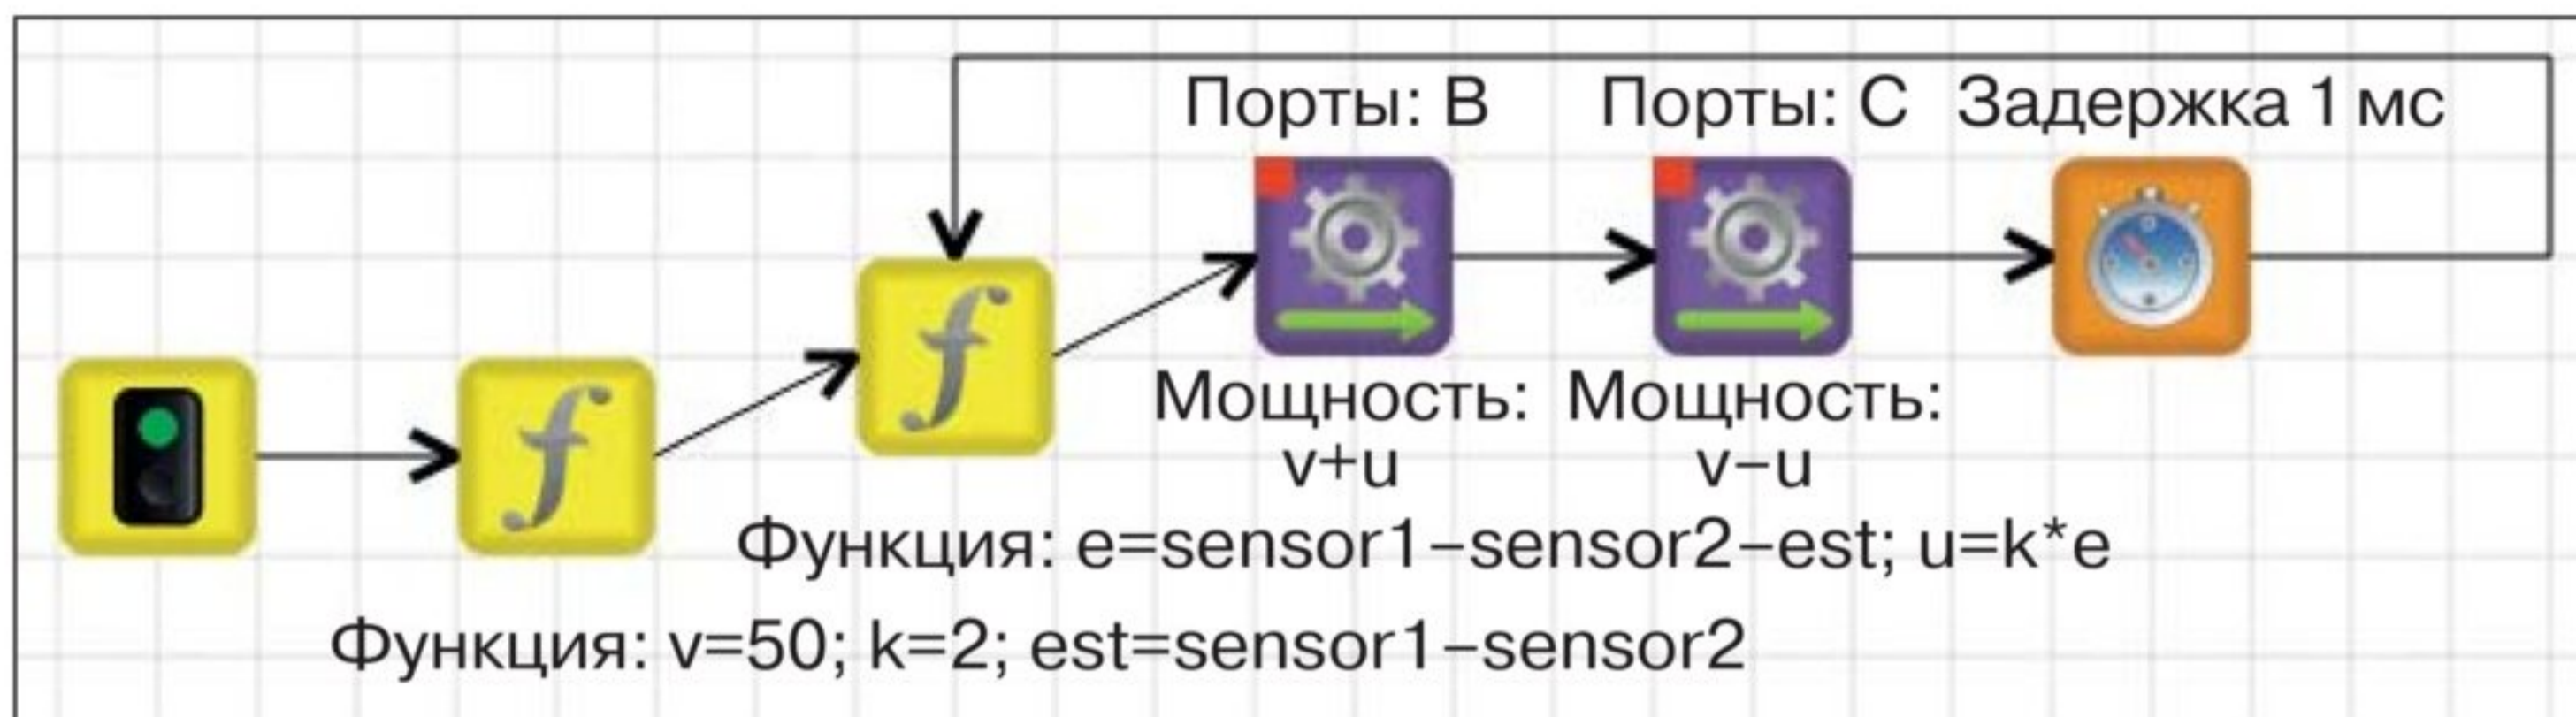 Порты: B Порты: C Задержка 1 мс
Мощность: Мощность:
v+u v−u
Функция: e=sensor1−sensor2−est; u=k*e
Функция: v=50; k=2; est=sensor1−sensor2